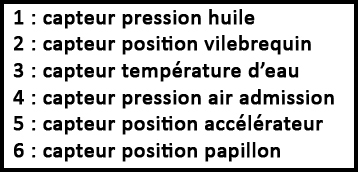 1 : capteur pression huile
2 : capteur position vilebrequin
3 : capteur température d’eau
4 : capteur pression air admission
5 : capteur position accélérateur
6 : capteur position papillon